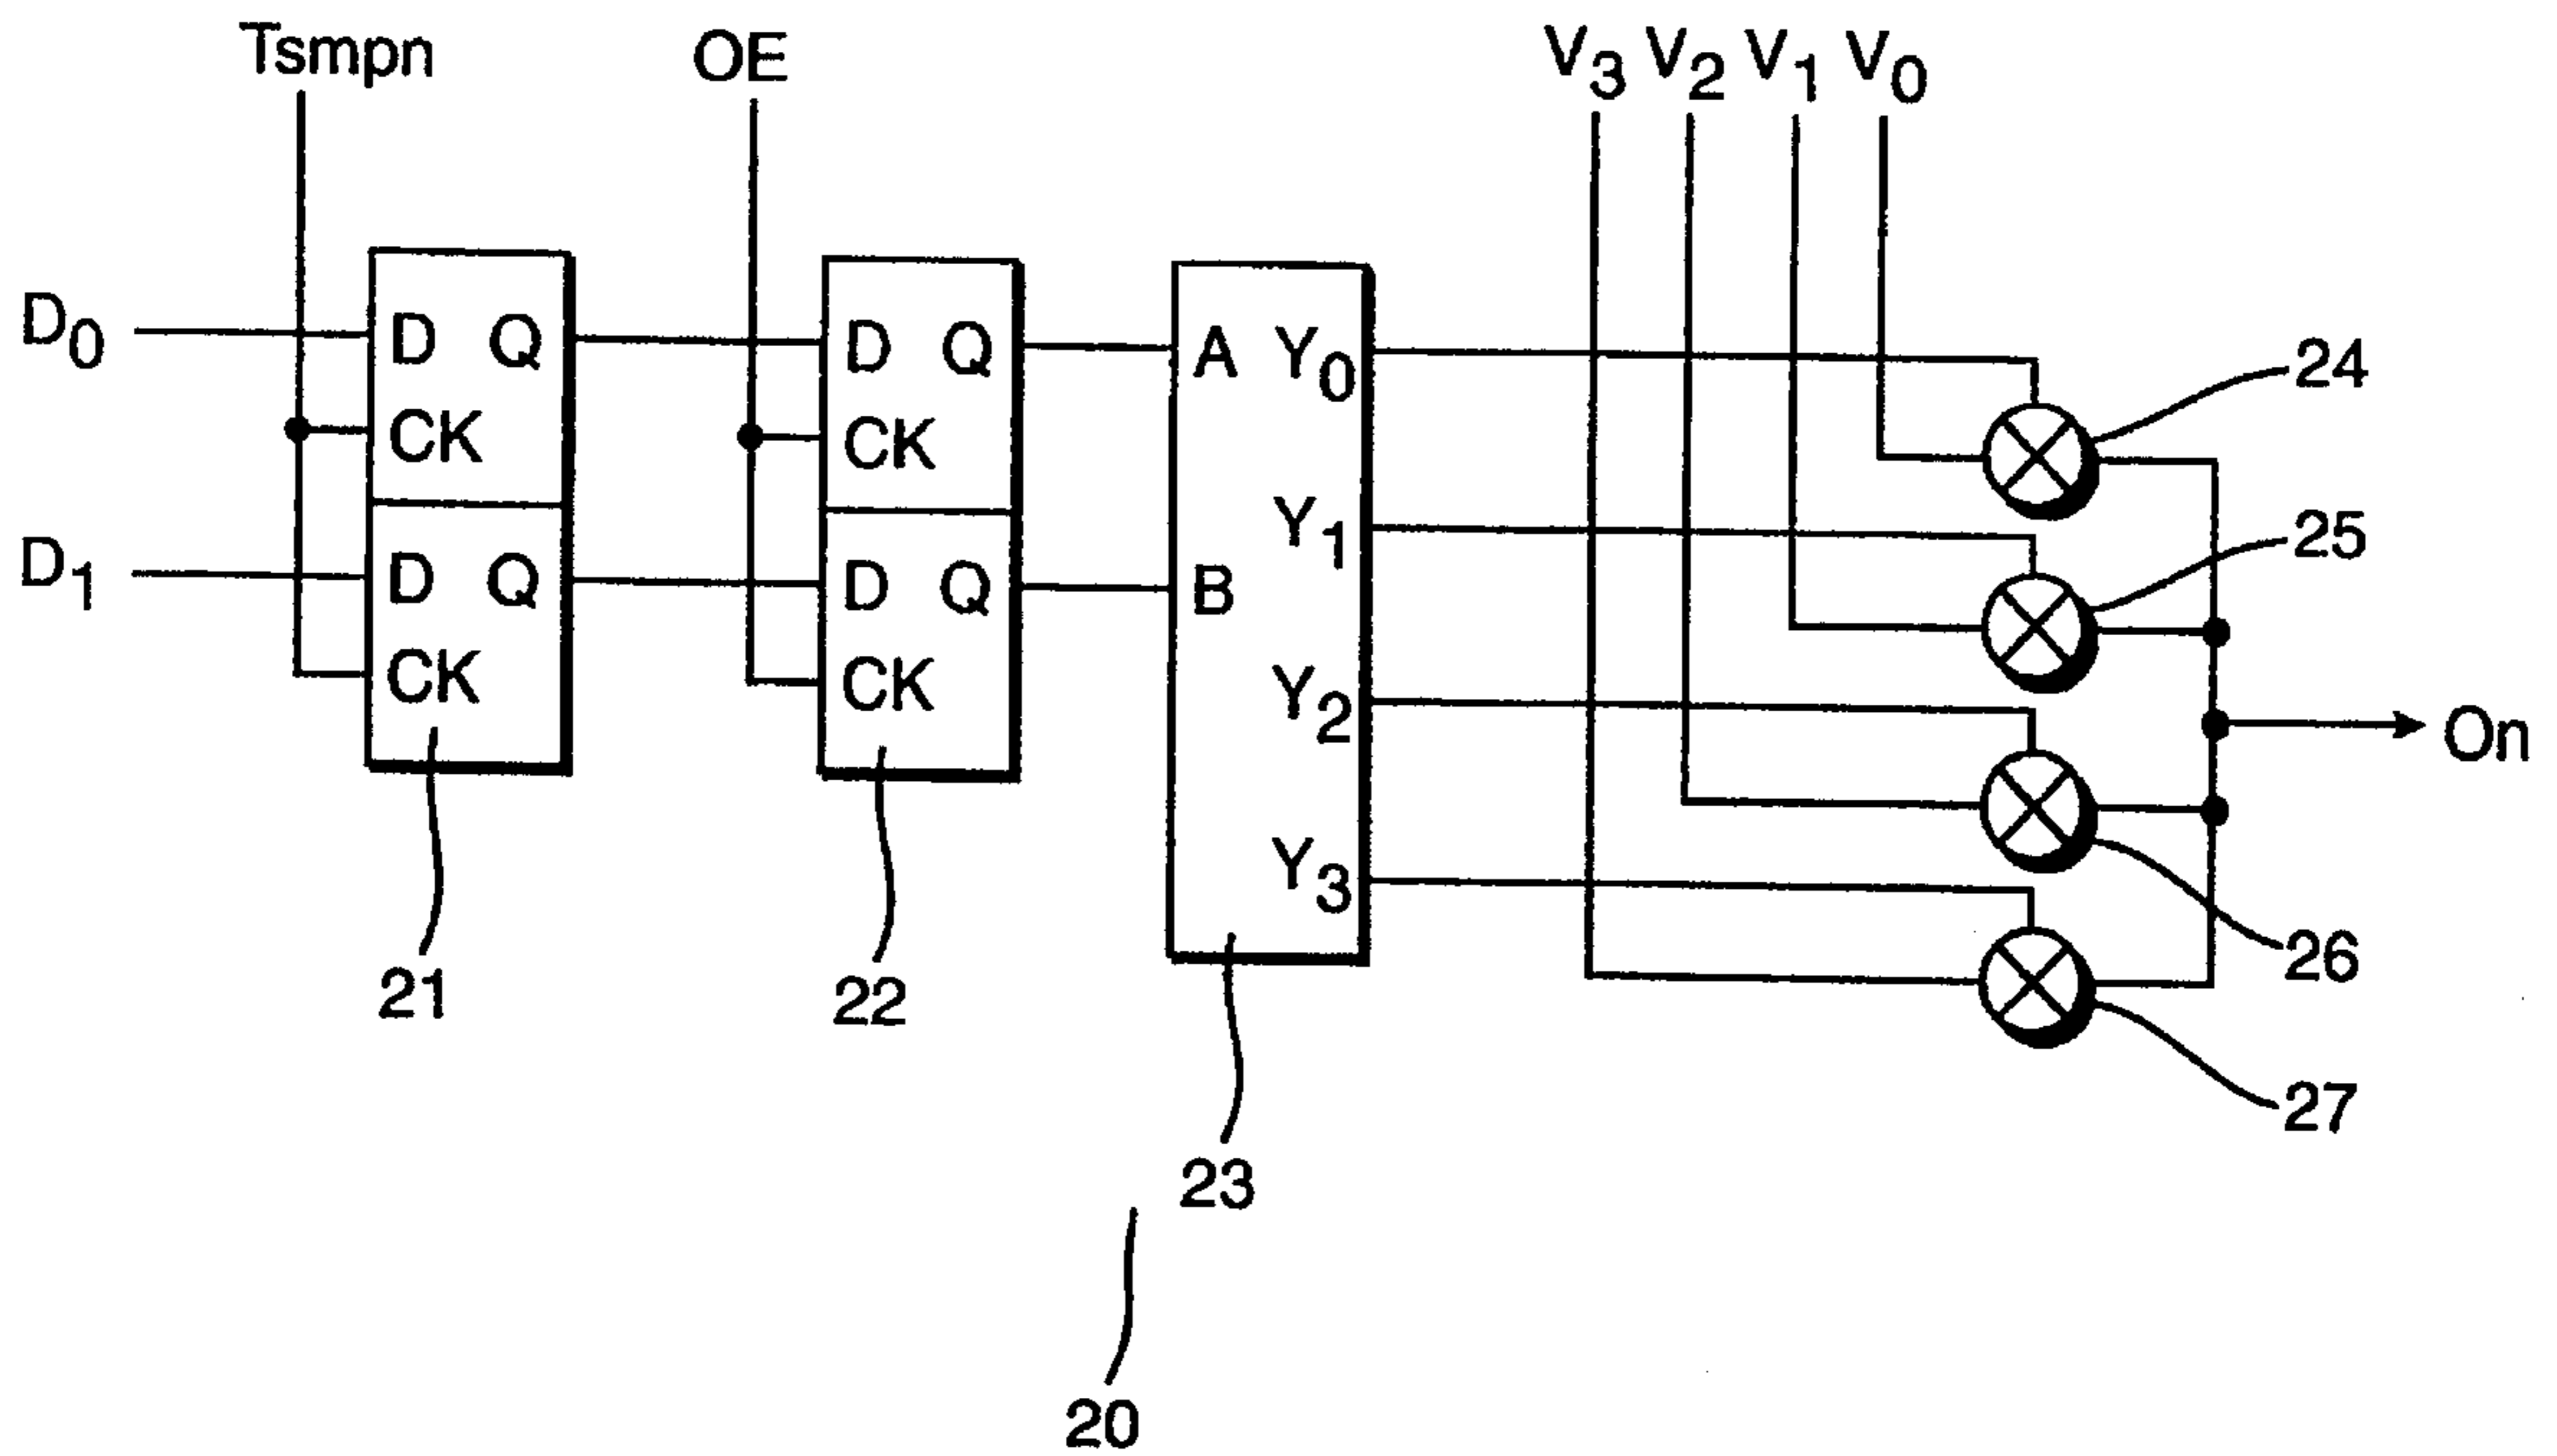 Tsmpn OE V3 V2 V1 V0
D0 D Q D Q A Y0 24
CK CK
Y1 25
D1 D Q D Q B
CK CK Y2 On
Y3
26
21 22
27
23
20